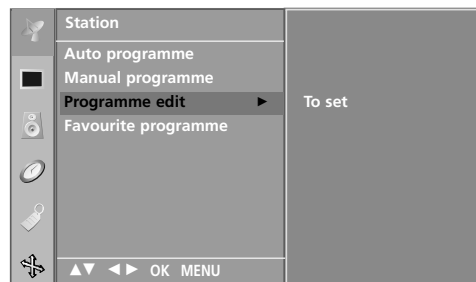 Station
Auto programme
Manual programme
Programme edit ► To set
Favourite programme
▲▼ ◄► OK MENU